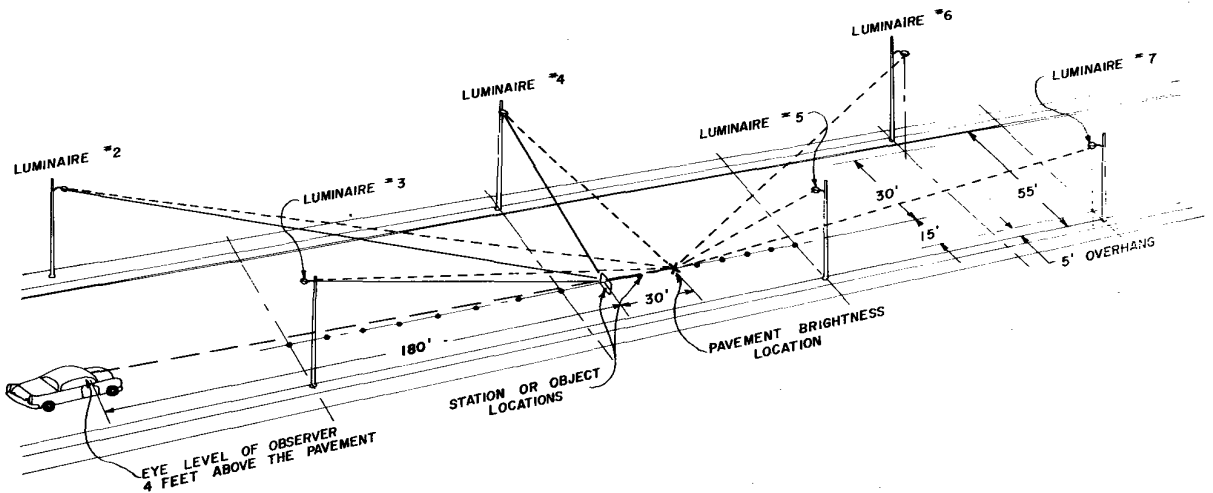 LUMINAIRE #6
LUMINAIRE #7
LUMINAIRE #4
LUMINAIRE #5
LUMINAIRE #2
LUMINAIRE #3
30'
55'
15'
5' OVERHANG
30'
180'
PAVEMENT BRIGHTNESS
LOCATION
STATION OR OBJECT
LOCATIONS
EYE LEVEL OF OBSERVER
4 FEET ABOVE THE PAVEMENT